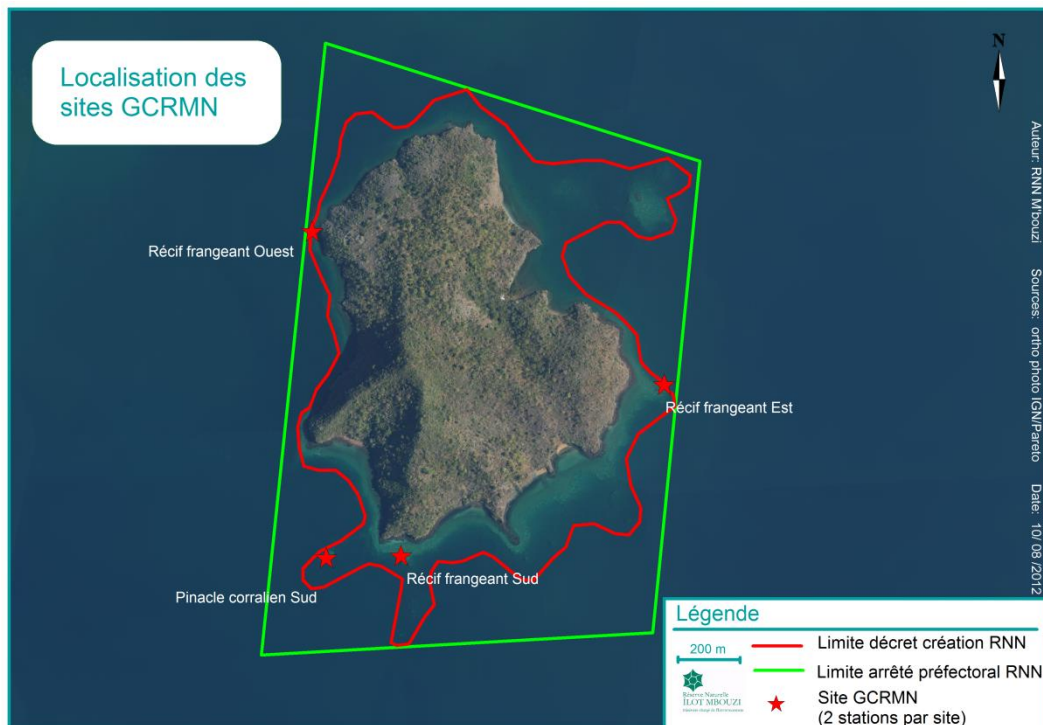 Localisation des
sites GCRMN
N
Récif frangeant Ouest
Récif frangeant Est
Pinacle corralien Sud
Récif frangeant Sud
Auteur: RNN M'bouzi Sources: ortho photo IGN/Pareto Date: 10/ 08 /2012
Légende
200 m
Limite décret création RNN
Limite arrêté préfectoral RNN
Réserve Naturelle
ÎLOT MBOUZI
Site GCRMN
(2 stations par site)